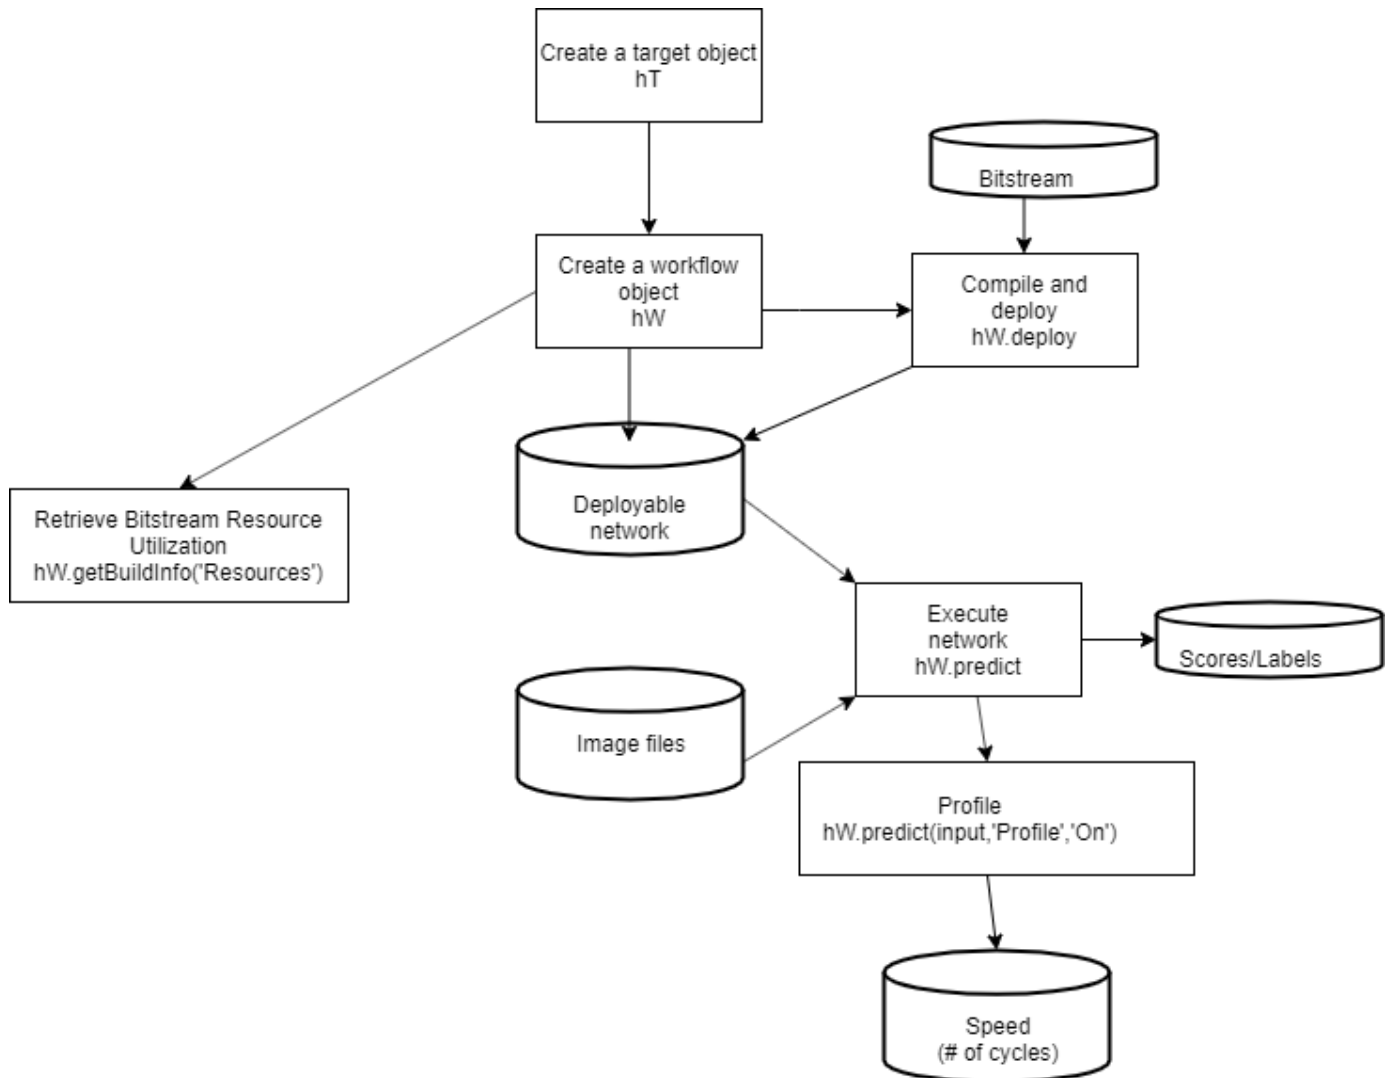 Create a target object
hT
Bitstream
Create a workflow
object
hW
Compile and
deploy
hW.deploy
Deployable
network
Retrieve Bitstream Resource
Utilization
hW.getBuildInfo('Resources')
Execute
network
hW.predict
Scores/Labels
Image files
Profile
hW.predict(input,'Profile','On')
Speed
(# of cycles)